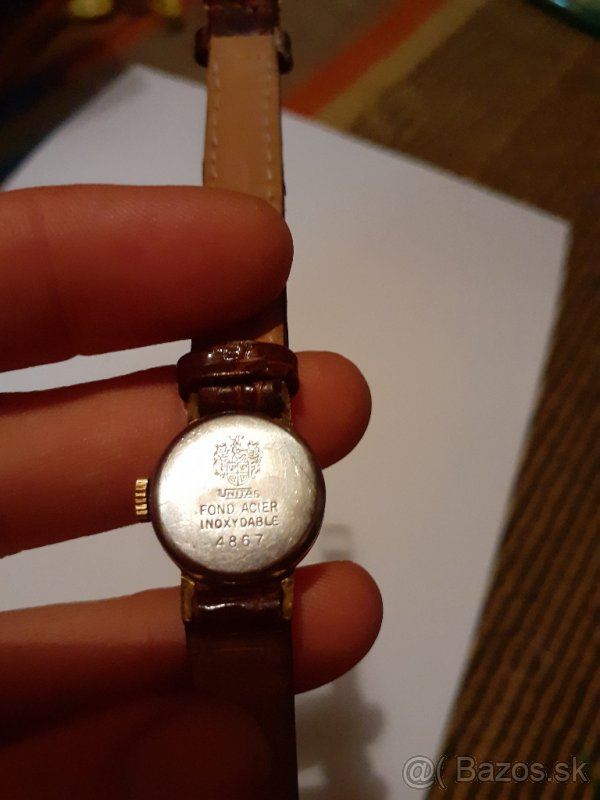 UNITAS
FOND ACIER
INOXYDABLE
4867
@( Bazos.sk